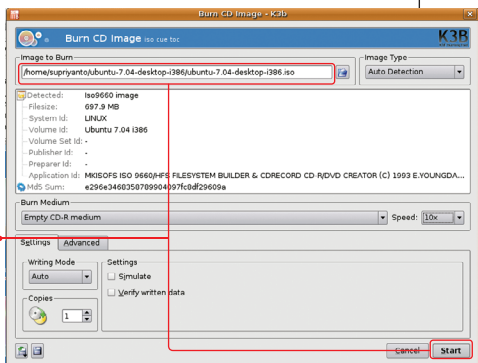 Burn CD Image - K3b
Burn CD Image iso cue toc
K3B
Image to Burn
/home/supriyanto/ubuntu-7.04-desktop-i386/ubuntu-7.04-desktop-i386.iso
Image Type
Auto Detection
Detected: Iso9660 image
Filesize: 697.9 MB
System Id: LINUX
Volume Id: Ubuntu 7.04 i386
Volume Set Id: -
Publisher Id: -
Preparer Id: -
Application Id: MKISOFS ISO 9660/HFS FILESYSTEM BUILDER & CDRECORD CD-R/DVD CREATOR (C) 1993 E.YOUNGDA...
Md5 Sum:
Burn Medium
Empty CD-R medium
Speed: 10x
Settings Advanced
Writing Mode
Auto
Settings
Simulate
Verify written data
Copies
1
Cancel Start